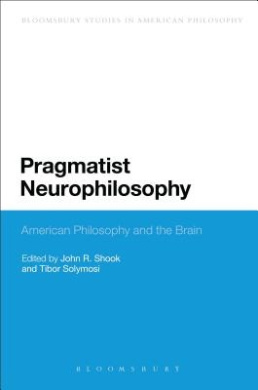 BLOOMSBURY STUDIES IN AMERICAN PHILOSOPHY
Pragmatist
Neurophilosophy
American Philosophy and the Brain
Edited by John R. Shook
and Tibor Solymosi
BLOOMSBURY